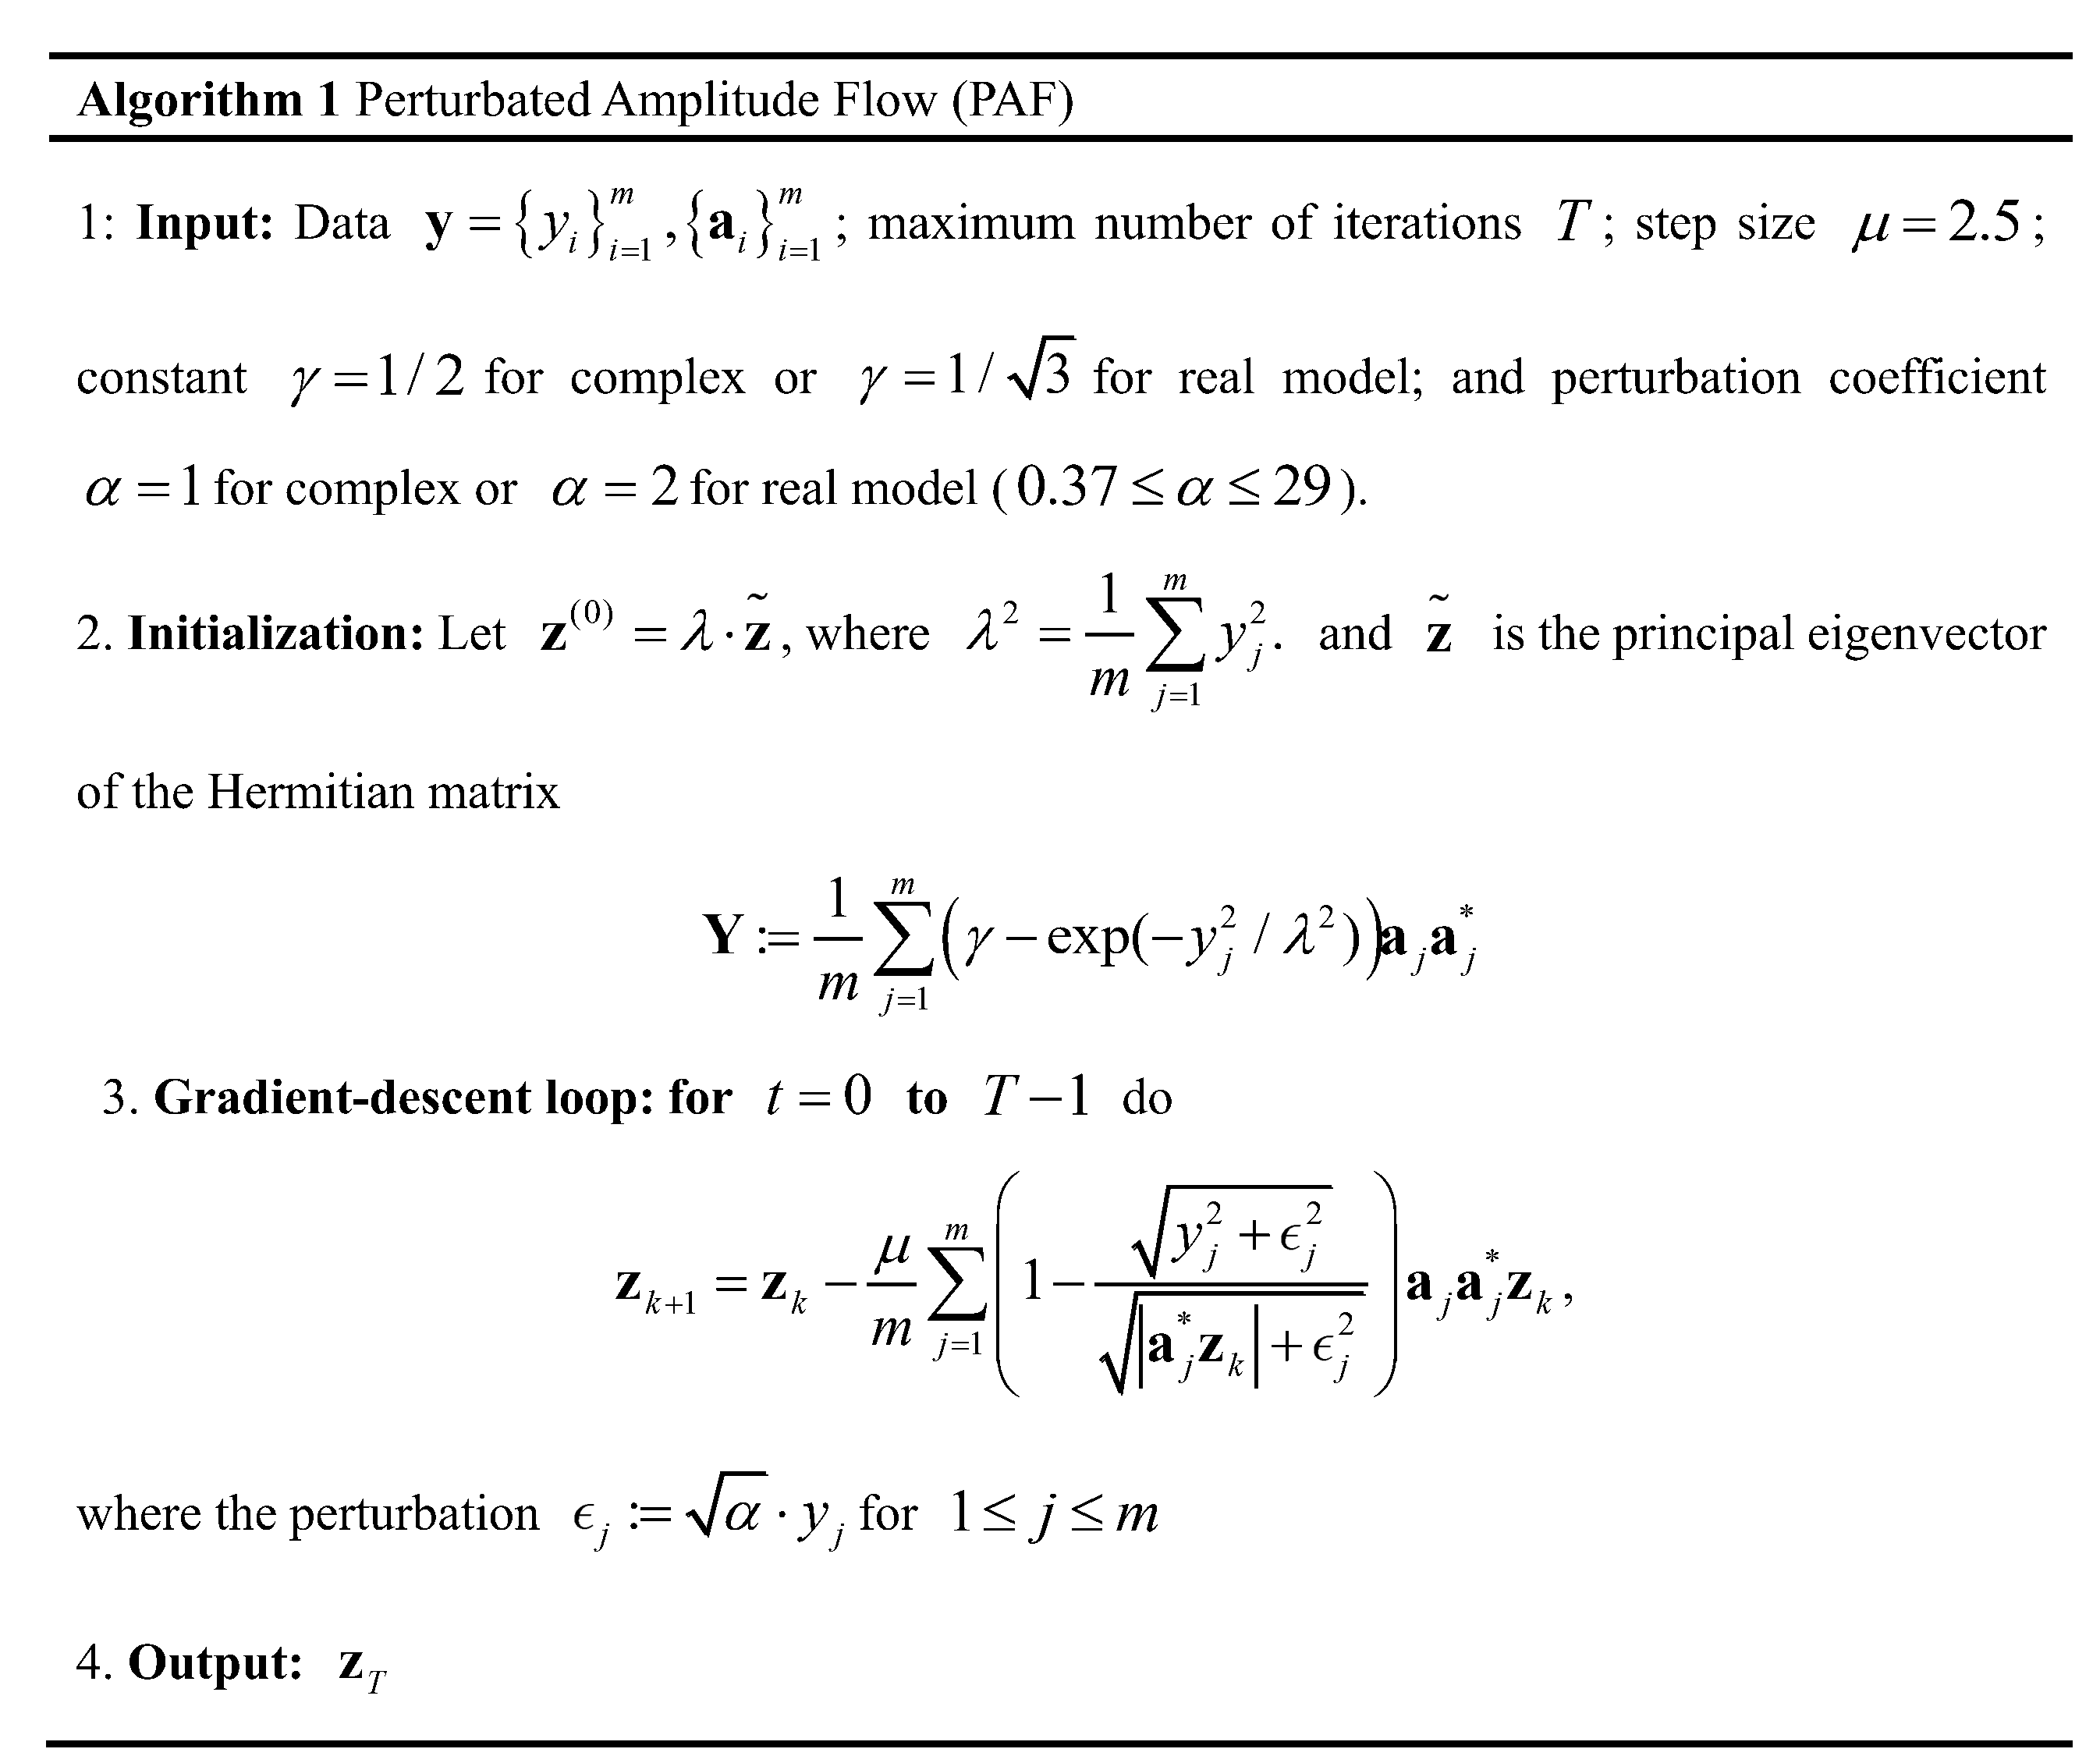 Algorithm 1 Perturbated Amplitude Flow (PAF)
1: Input: Data $\mathbf{y} = \{y_i\}_{i=1}^{m}, \{\mathbf{a}_i\}_{i=1}^{m}$ ; maximum number of iterations $T$ ; step size $\mu = 2.5$ ;
constant $\gamma = 1/2$ for complex or $\gamma = 1/\sqrt{3}$ for real model; and perturbation coefficient
$\alpha = 1$ for complex or $\alpha = 2$ for real model ( $0.37 \leq \alpha \leq 29$ ).
2. Initialization: Let $\mathbf{z}^{(0)} = \lambda \cdot \tilde{\mathbf{z}}$ , where $\lambda^2 = \frac{1}{m} \sum_{j=1}^{m} y_j^2$. and $\tilde{\mathbf{z}}$ is the principal eigenvector
of the Hermitian matrix
$\mathbf{Y} := \frac{1}{m} \sum_{j=1}^{m} \left( \gamma - \exp(-y_j^2 / \lambda^2) \right) \mathbf{a}_j \mathbf{a}_j^*$
3. Gradient-descent loop: for $t = 0$ to $T - 1$ do
$\mathbf{z}_{k+1} = \mathbf{z}_k - \frac{\mu}{m} \sum_{j=1}^{m} \left( 1 - \frac{\sqrt{y_j^2 + \epsilon_j^2}}{\sqrt{|\mathbf{a}_j^* \mathbf{z}_k| + \epsilon_j^2}} \right) \mathbf{a}_j \mathbf{a}_j^* \mathbf{z}_k ,$
where the perturbation $\epsilon_j := \sqrt{\alpha} \cdot y_j$ for $1 \leq j \leq m$
4. Output: $\mathbf{z}_T$